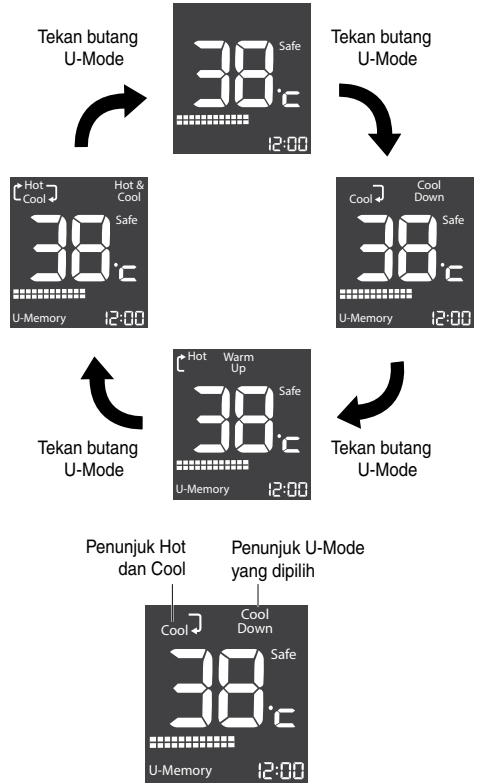 Tekan butang
U-Mode
38 °c
Safe
12:00
Tekan butang
U-Mode
Hot
Cool
Hot &
Cool
38 °c
Safe
U-Memory 12:00
Cool
Cool
Down
38 °c
Safe
U-Memory 12:00
Hot
Warm
Up
38 °c
Safe
U-Memory 12:00
Tekan butang
U-Mode
Tekan butang
U-Mode
Penunjuk Hot
dan Cool
Penunjuk U-Mode
yang dipilih
Cool
Cool
Down
38 °c
Safe
U-Memory 12:00